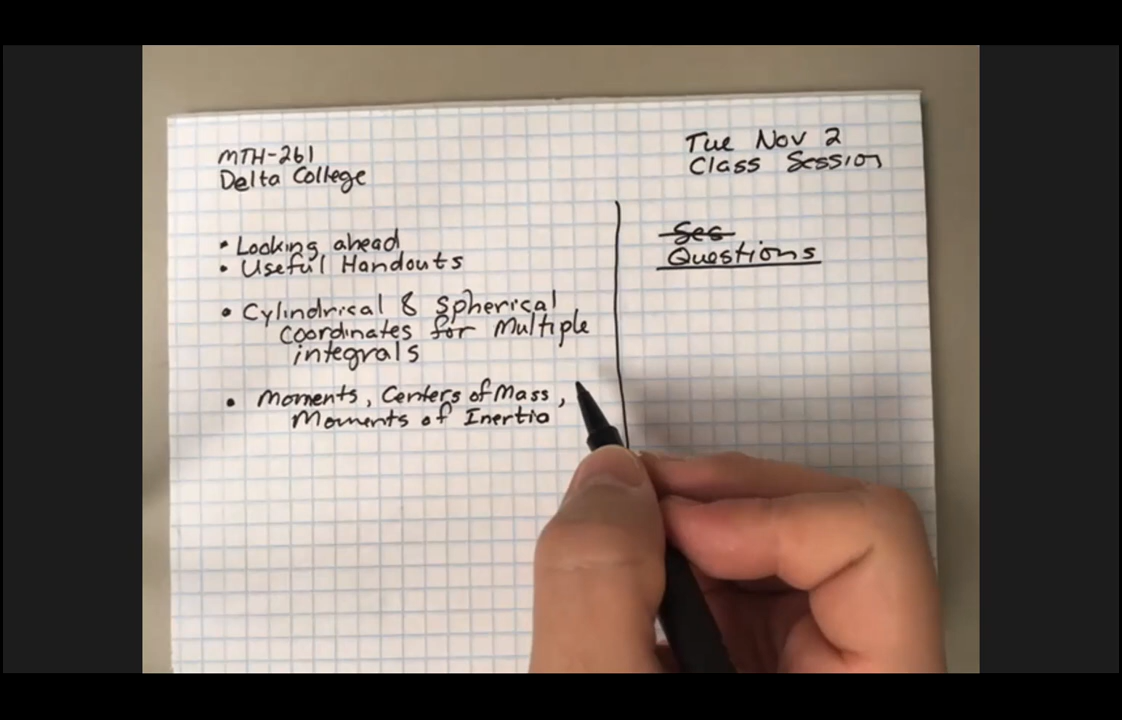 MTH-261
Delta College
Tue Nov 2
Class Session
• Looking ahead
• Useful Handouts
• Cylindrical & Spherical
Coordinates for Multiple
integrals
• Moments, Centers of Mass,
Moments of Inertia
Ses
Questions